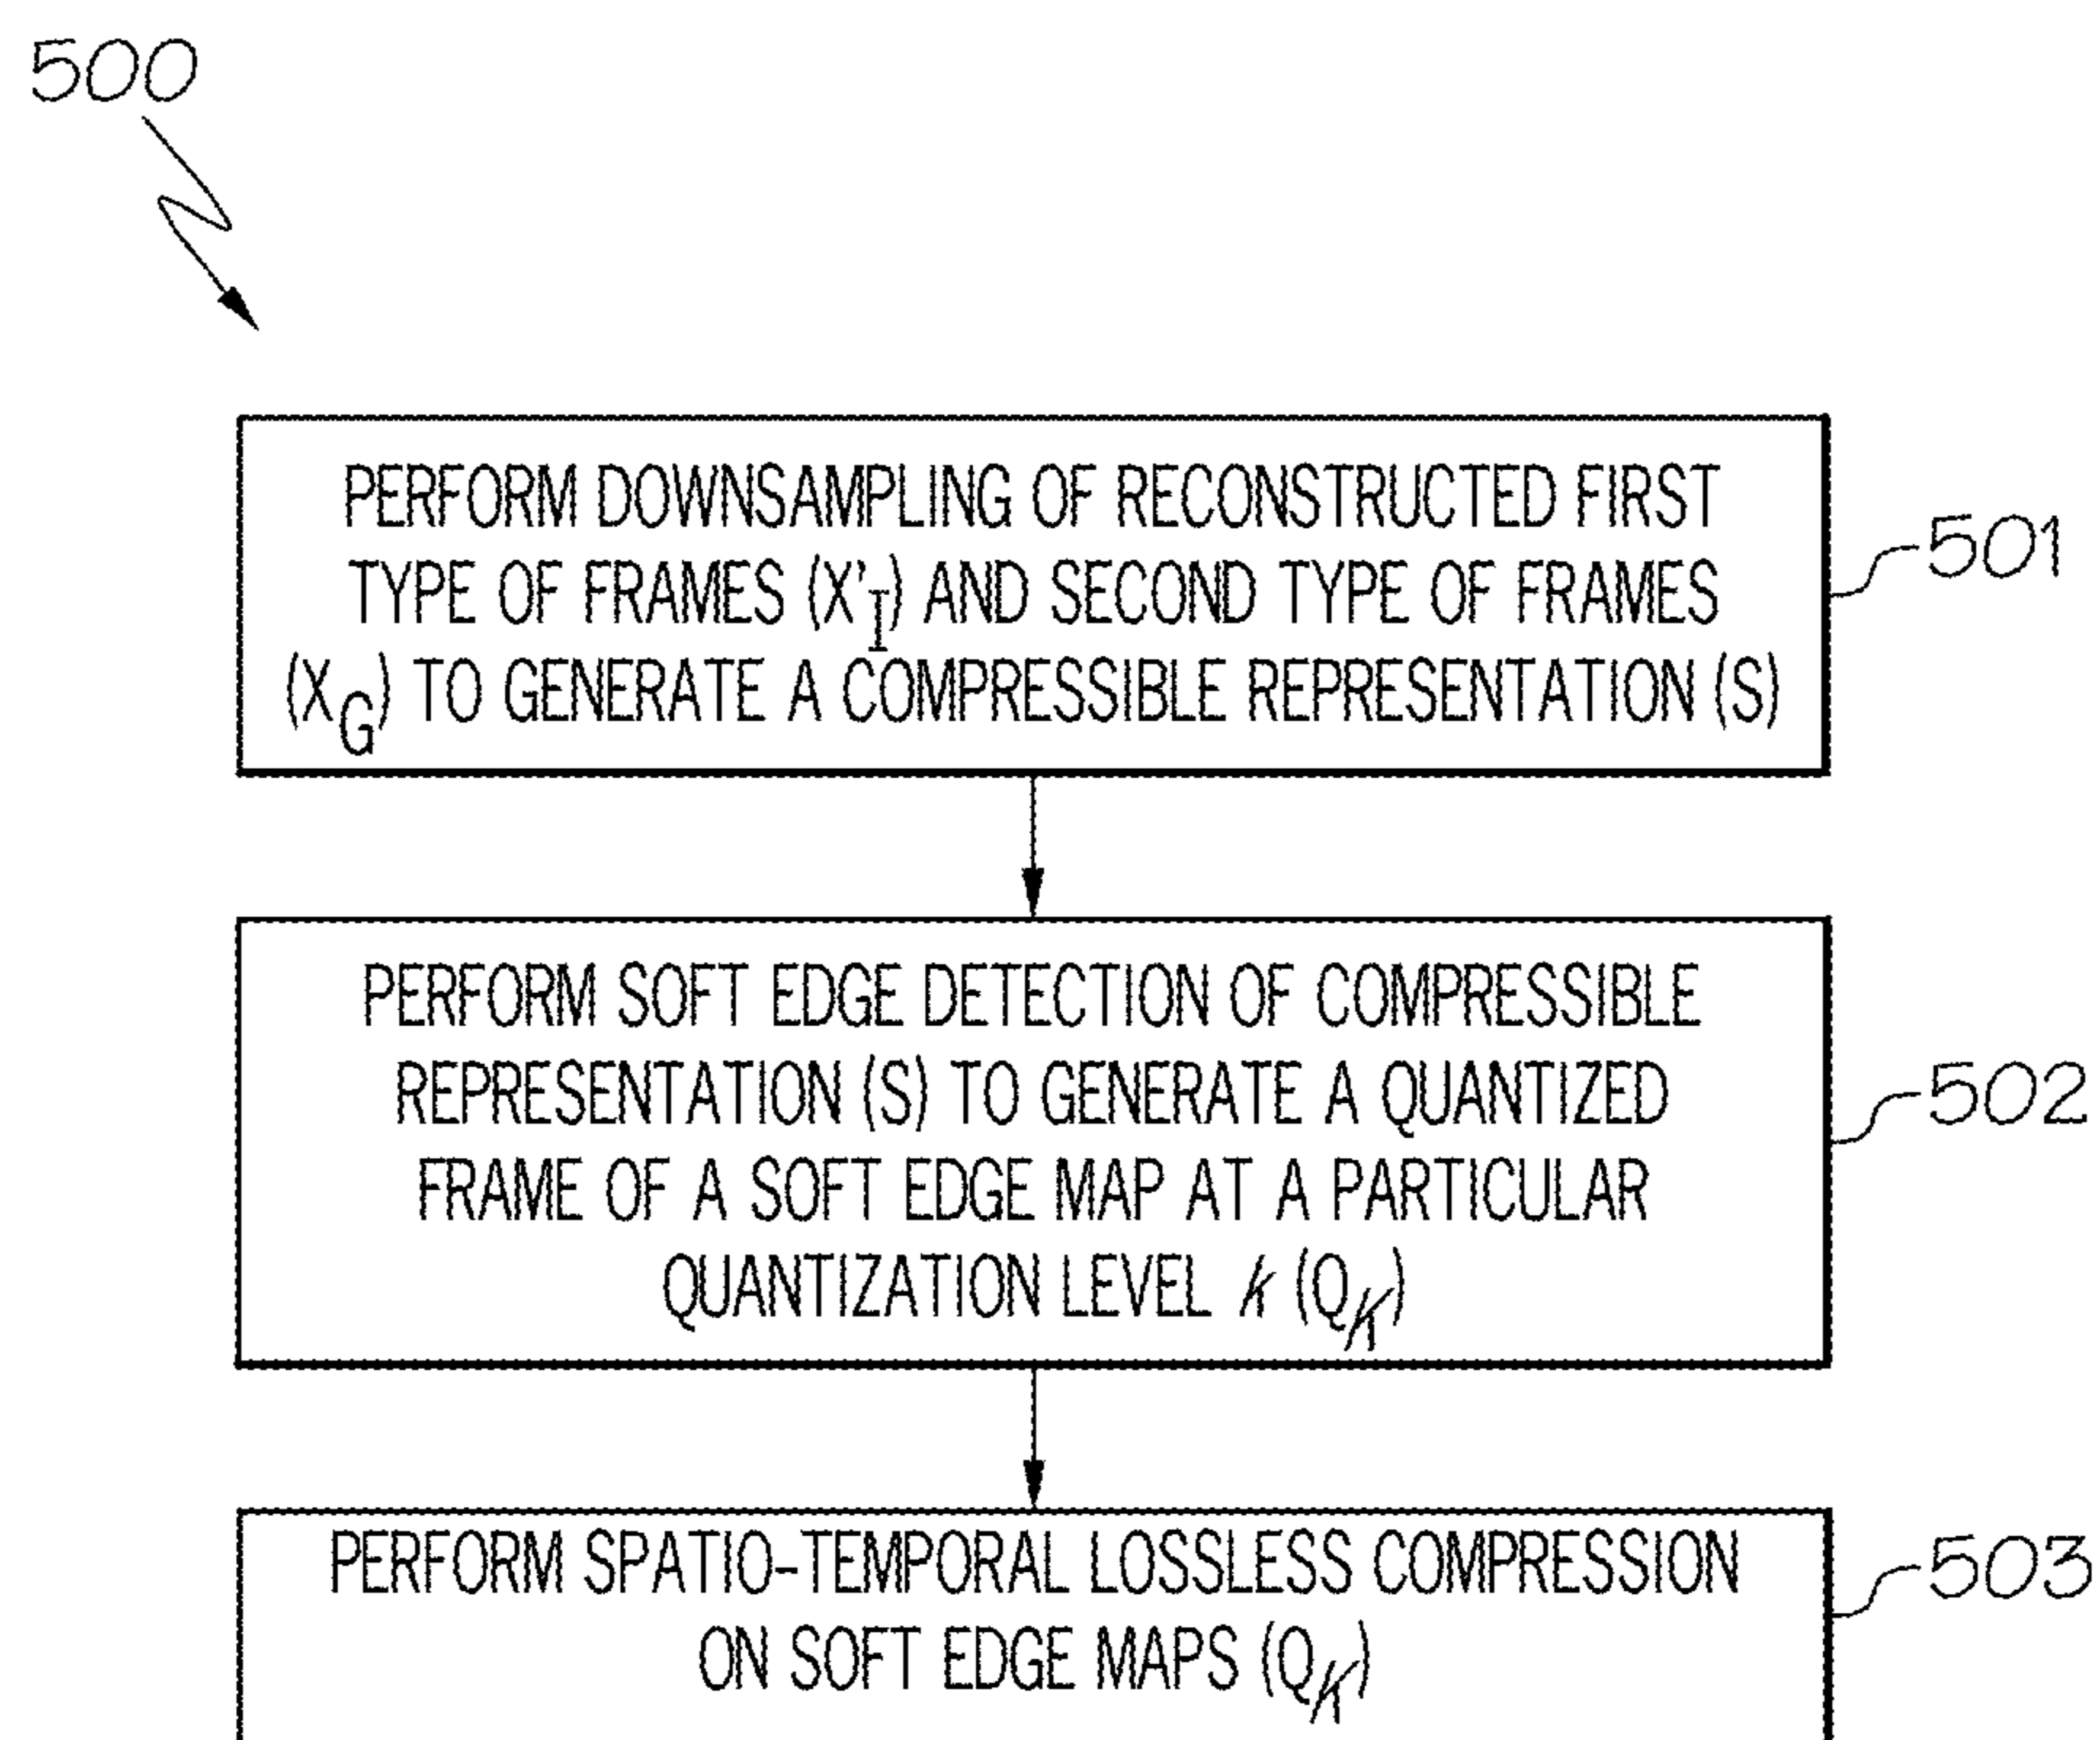 500
PERFORM DOWNSAMPLING OF RECONSTRUCTED FIRST
TYPE OF FRAMES (X'I) AND SECOND TYPE OF FRAMES
(XG) TO GENERATE A COMPRESSIBLE REPRESENTATION (S)
501
PERFORM SOFT EDGE DETECTION OF COMPRESSIBLE
REPRESENTATION (S) TO GENERATE A QUANTIZED
FRAME OF A SOFT EDGE MAP AT A PARTICULAR
QUANTIZATION LEVEL k (QK)
502
PERFORM SPATIO-TEMPORAL LOSSLESS COMPRESSION
ON SOFT EDGE MAPS (QK)
503